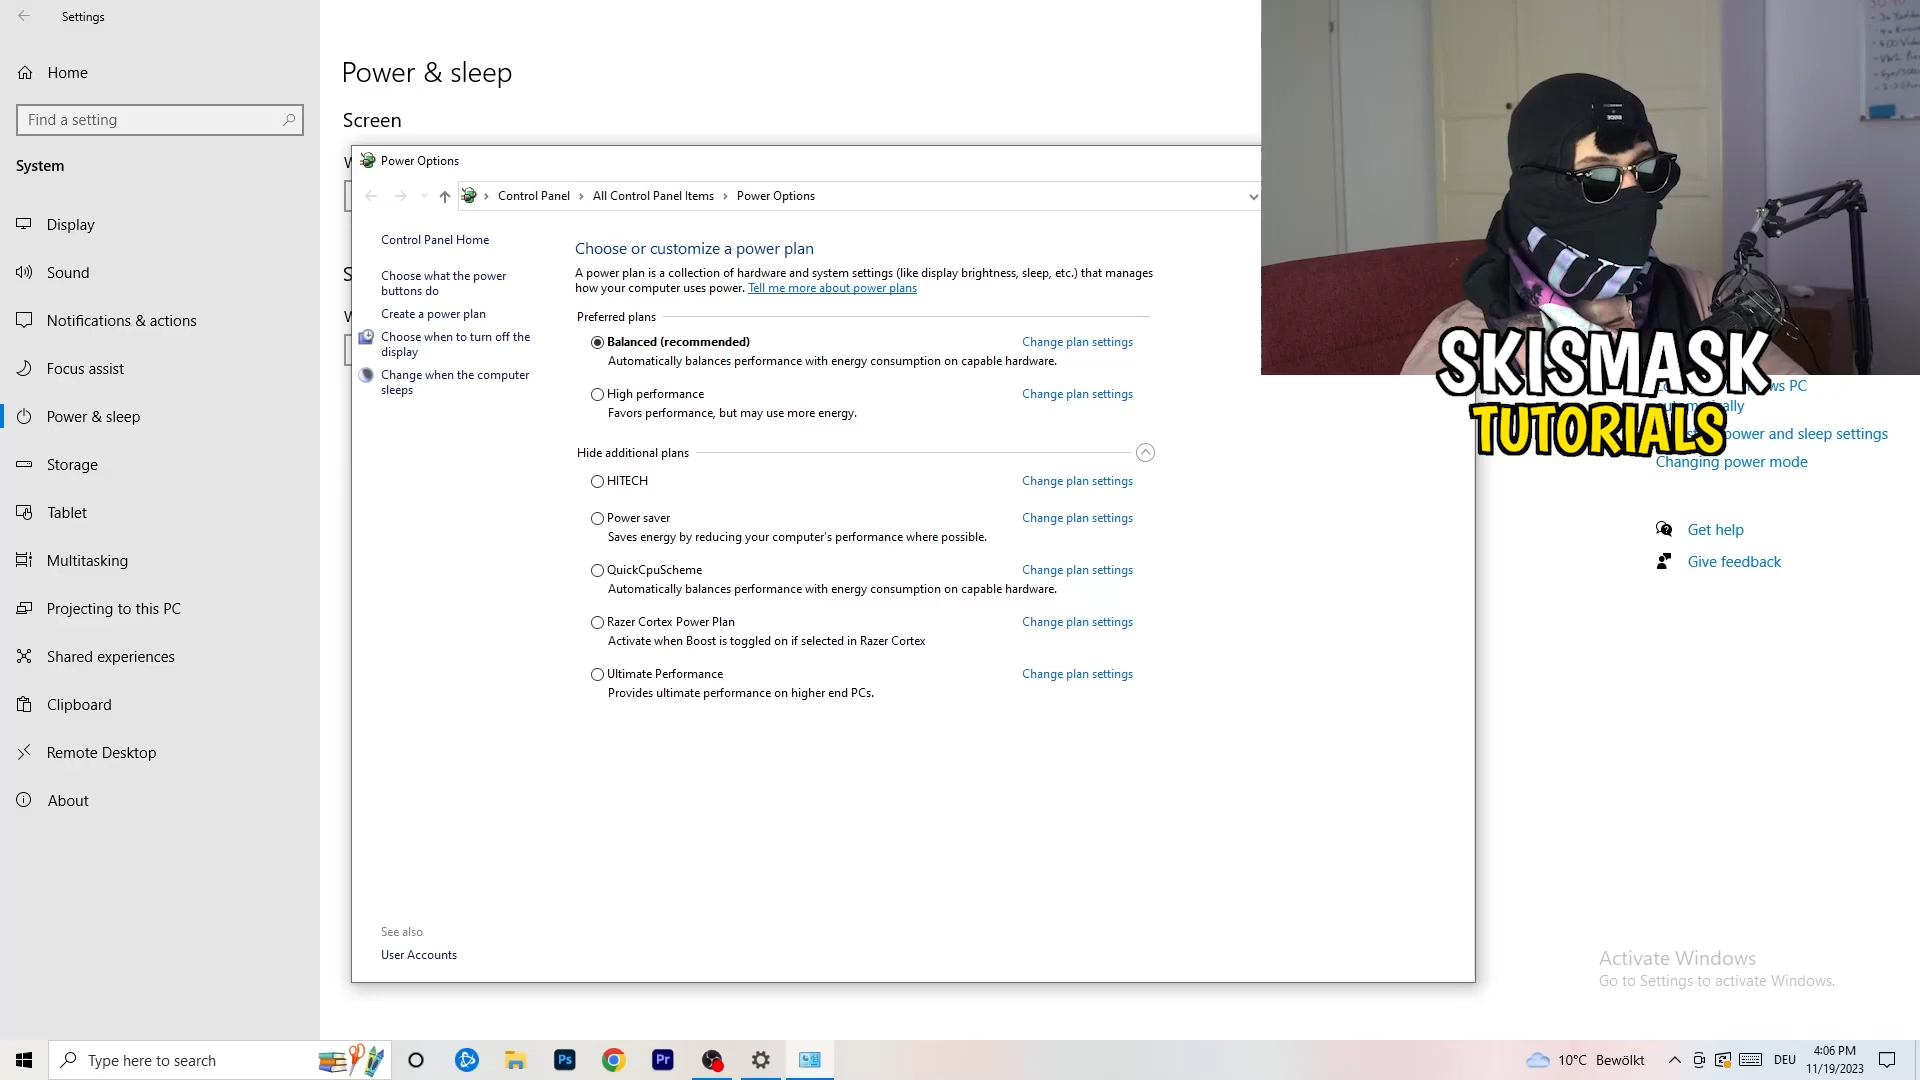 Settings
Home
Find a setting
System
Display
Sound
Notifications & actions
Focus assist
Power & sleep
Storage
Tablet
Multitasking
Projecting to this PC
Shared experiences
Clipboard
Remote Desktop
About
Power & sleep
Screen
Power Options
Control Panel › All Control Panel Items › Power Options
Control Panel Home
Choose what the power
buttons do
Create a power plan
Choose when to turn off the
display
Change when the computer
sleeps
See also
User Accounts
Choose or customize a power plan
A power plan is a collection of hardware and system settings (like display brightness, sleep, etc.) that manages
how your computer uses power. Tell me more about power plans
Preferred plans
Balanced (recommended) Change plan settings
Automatically balances performance with energy consumption on capable hardware.
High performance Change plan settings
Favors performance, but may use more energy.
Hide additional plans
HITECH Change plan settings
Power saver Change plan settings
Saves energy by reducing your computer's performance where possible.
QuickCpuScheme Change plan settings
Automatically balances performance with energy consumption on capable hardware.
Razer Cortex Power Plan Change plan settings
Activate when Boost is toggled on if selected in Razer Cortex
Ultimate Performance Change plan settings
Provides ultimate performance on higher end PCs.
SKISMASK
TUTORIALS
PC
power and sleep settings
Changing power mode
Get help
Give feedback
Activate Windows
Go to Settings to activate Windows.
Type here to search
Ps
Pr
10°C Bewölkt
DEU
4:06 PM
11/19/2023